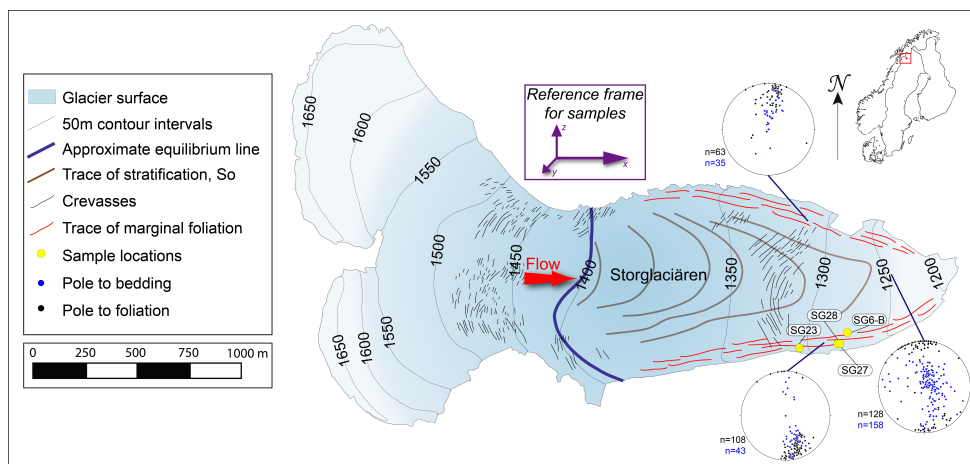 Glacier surface
50m contour intervals
Approximate equilibrium line
Trace of stratification, So
Crevasses
Trace of marginal foliation
Sample locations
Pole to bedding
Pole to foliation
0 250 500 750 1000 m
1650
1600
1550
1500
1450
1400
1350
1300
1250
1200
1550
1600
1650
Reference frame
for samples
z
x
y
Flow
Storglaciären
N
n=63
n=35
SG28
SG6-B
SG23
SG27
n=108
n=43
n=128
n=158